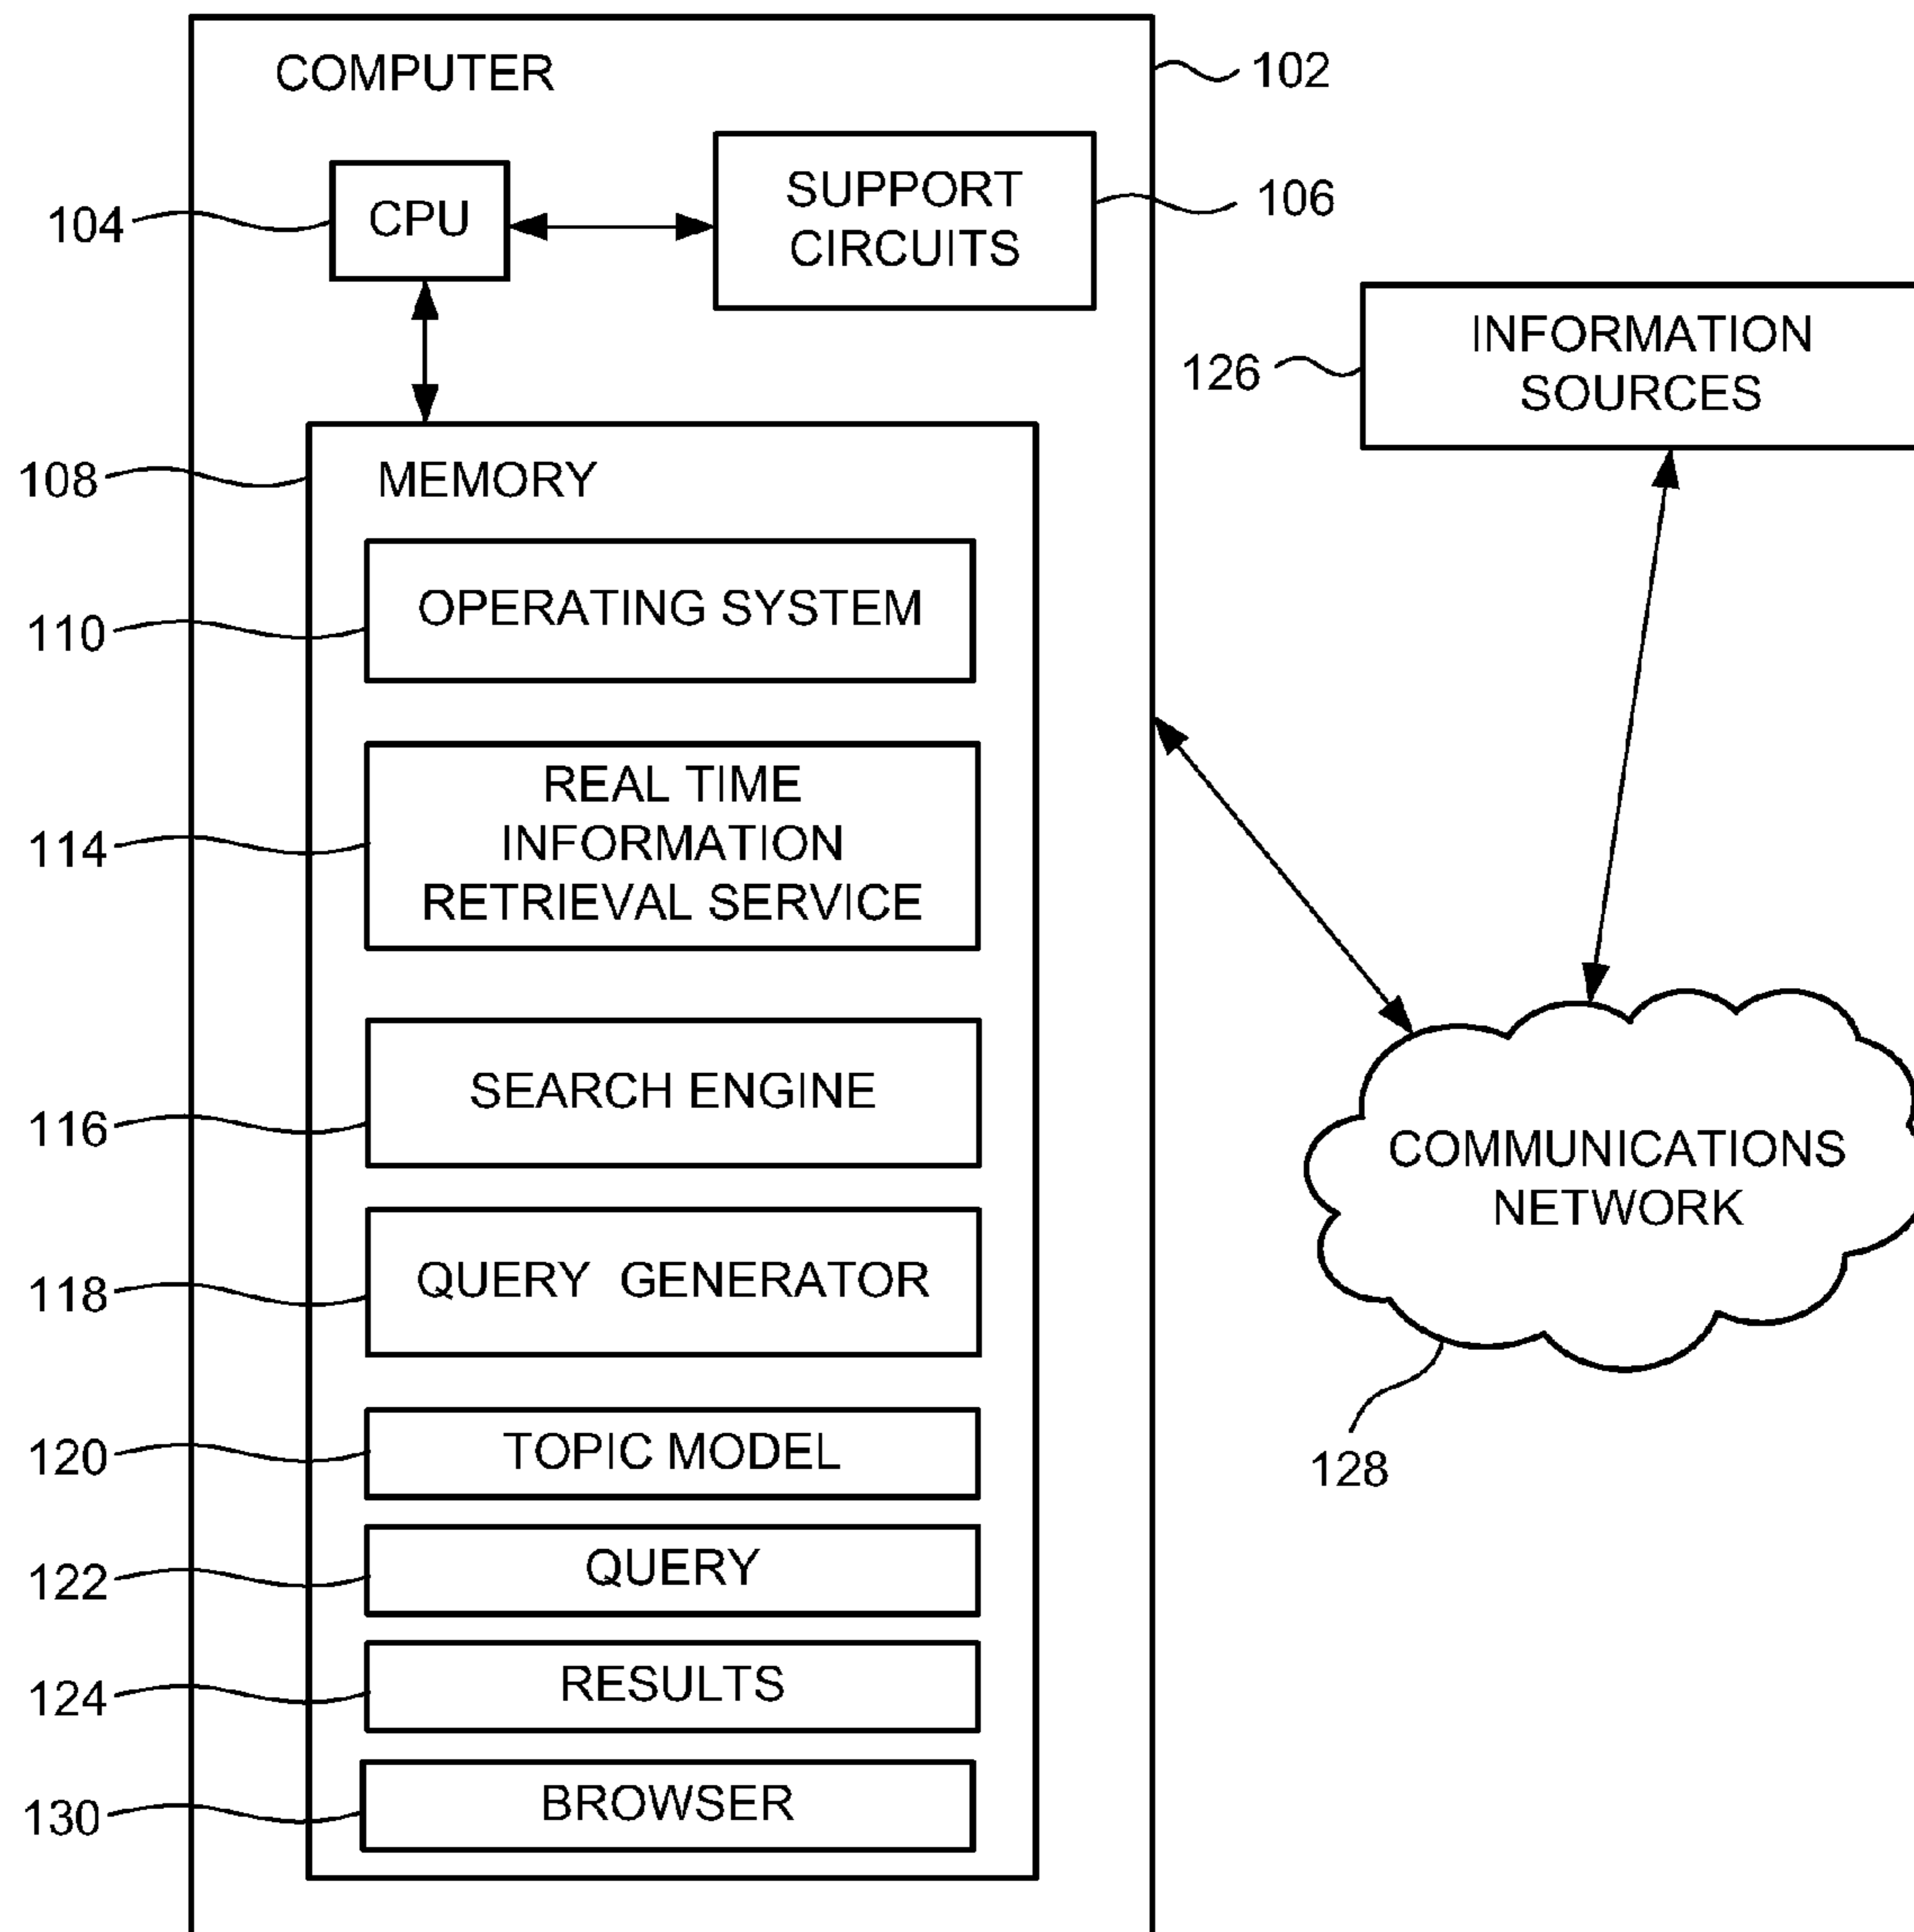 COMPUTER
102
CPU
104
SUPPORT
CIRCUITS
106
INFORMATION
SOURCES
126
108
MEMORY
OPERATING SYSTEM
110
REAL TIME
INFORMATION
RETRIEVAL SERVICE
114
SEARCH ENGINE
116
COMMUNICATIONS
NETWORK
QUERY GENERATOR
118
TOPIC MODEL
120
128
QUERY
122
RESULTS
124
BROWSER
130